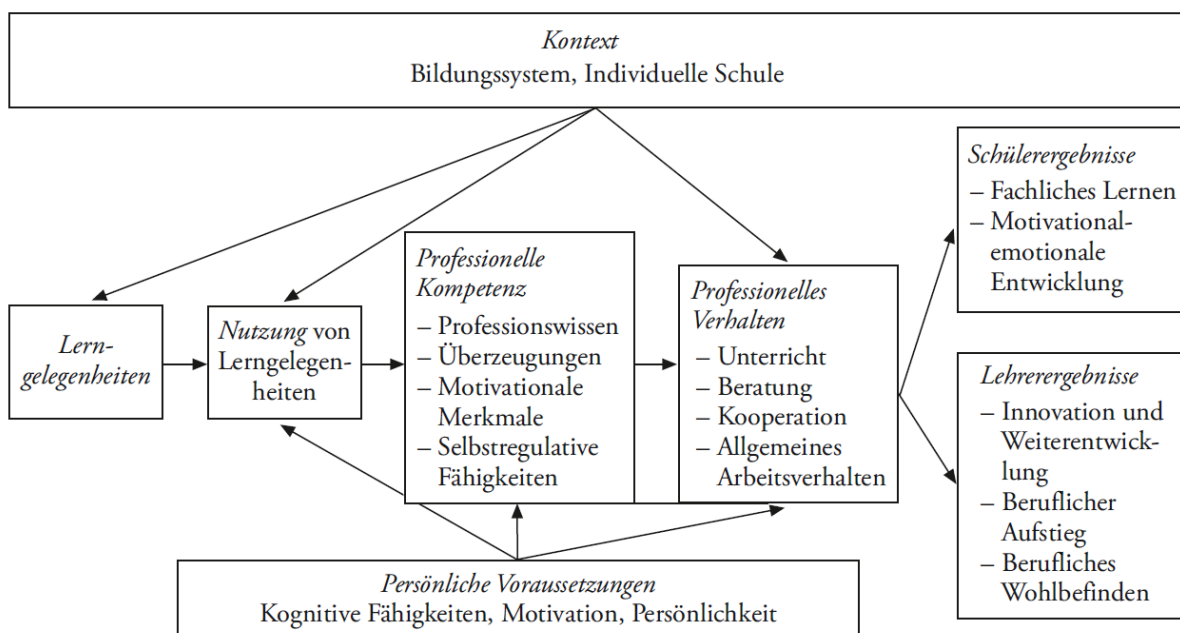 Kontext
Bildungssystem, Individuelle Schule
Lern-
gelegenheiten
Nutzung von
Lerngelegen-
heiten
Professionelle
Kompetenz
– Professionswissen
– Überzeugungen
– Motivationale
Merkmale
– Selbstregulative
Fähigkeiten
Professionelles
Verhalten
– Unterricht
– Beratung
– Kooperation
– Allgemeines
Arbeitsverhalten
Schülerergebnisse
– Fachliches Lernen
– Motivational-
emotionale
Entwicklung
Lehrerergebnisse
– Innovation und
Weiterentwick-
lung
– Beruflicher
Aufstieg
– Berufliches
Wohlbefinden
Persönliche Voraussetzungen
Kognitive Fähigkeiten, Motivation, Persönlichkeit